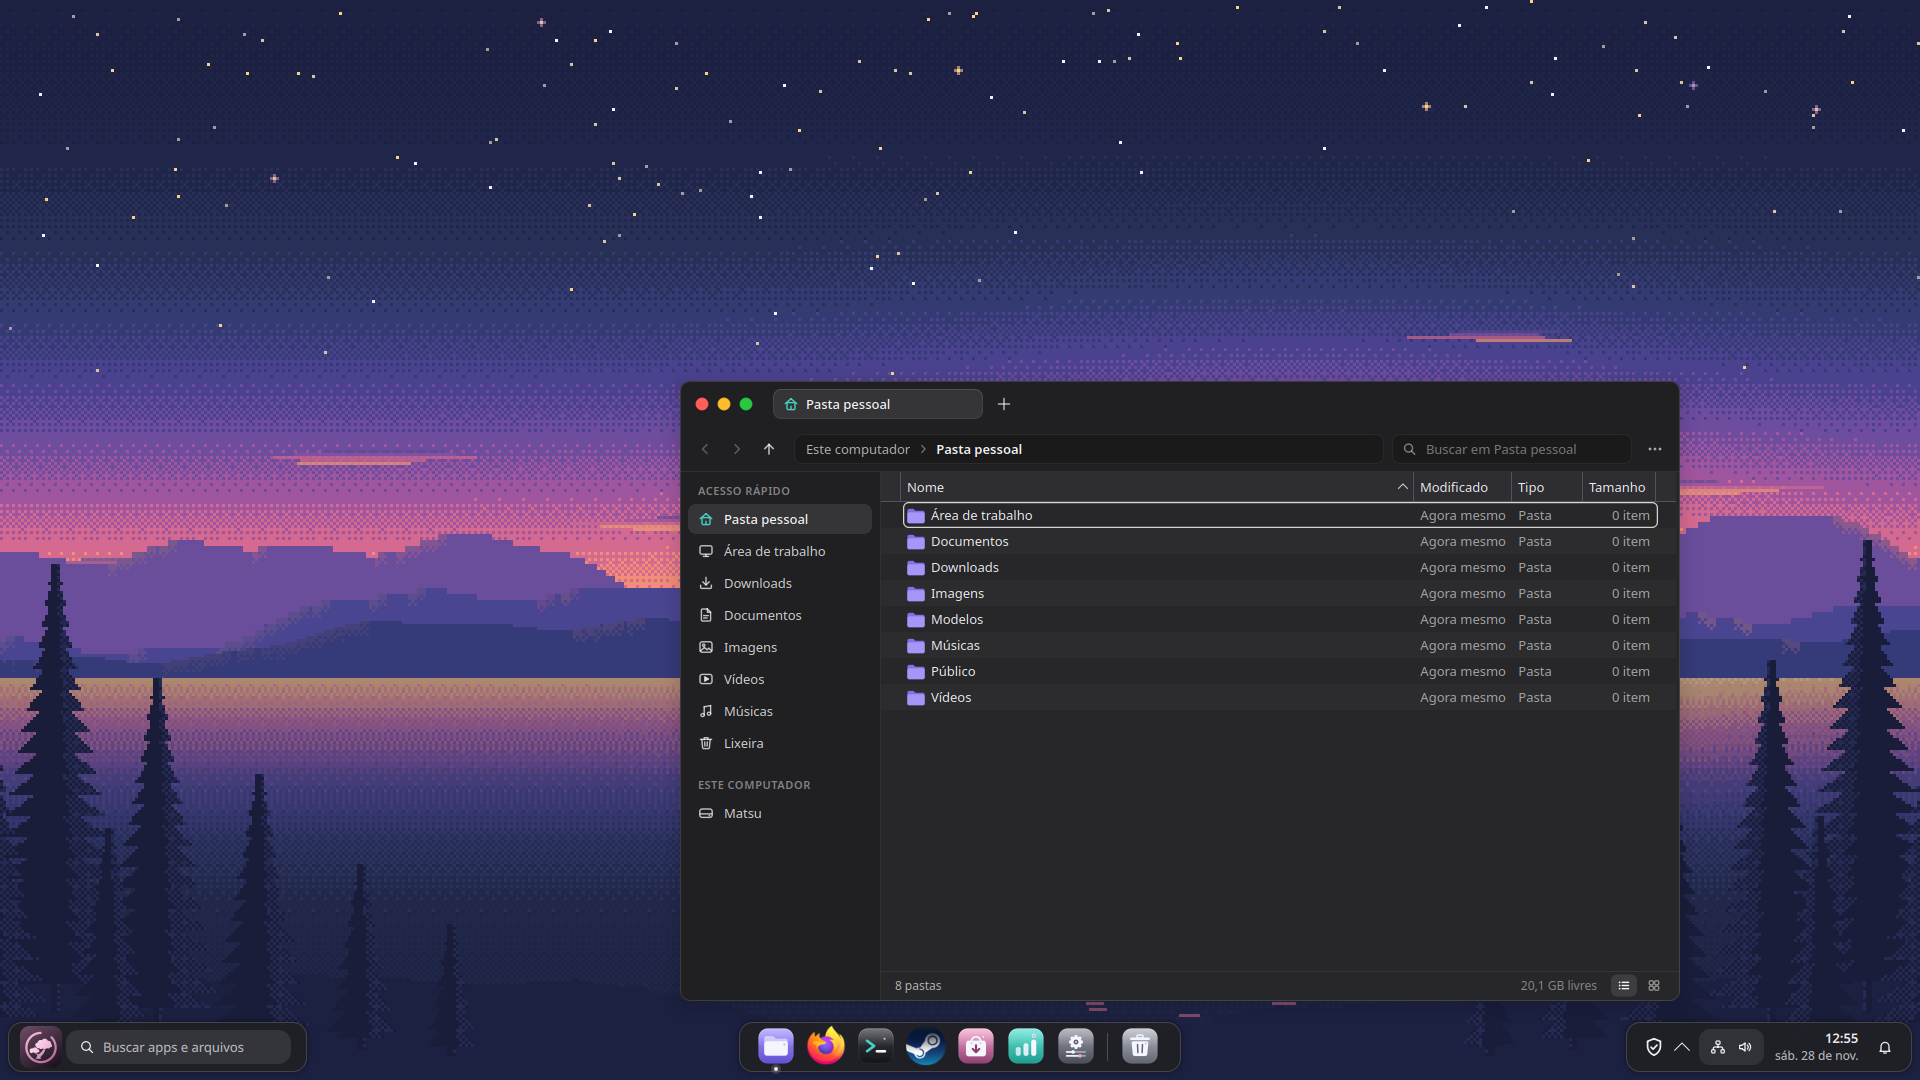 Pasta pessoal
Este computador > Pasta pessoal
Buscar em Pasta pessoal
ACESSO RÁPIDO
Pasta pessoal
Área de trabalho
Downloads
Documentos
Imagens
Vídeos
Músicas
Lixeira
ESTE COMPUTADOR
Matsu
Nome Modificado Tipo Tamanho
Área de trabalho Agora mesmo Pasta 0 item
Documentos Agora mesmo Pasta 0 item
Downloads Agora mesmo Pasta 0 item
Imagens Agora mesmo Pasta 0 item
Modelos Agora mesmo Pasta 0 item
Músicas Agora mesmo Pasta 0 item
Público Agora mesmo Pasta 0 item
Vídeos Agora mesmo Pasta 0 item
8 pastas 20,1 GB livres
Buscar apps e arquivos
12:55
sáb. 28 de nov.